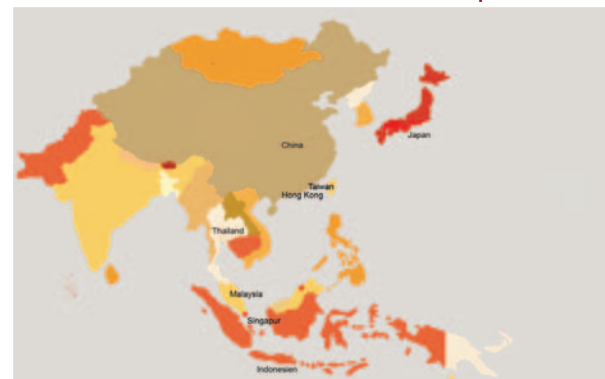 Japan
China
Taiwan
Hong Kong
Thailand
Malaysia
Singapur
Indonesien